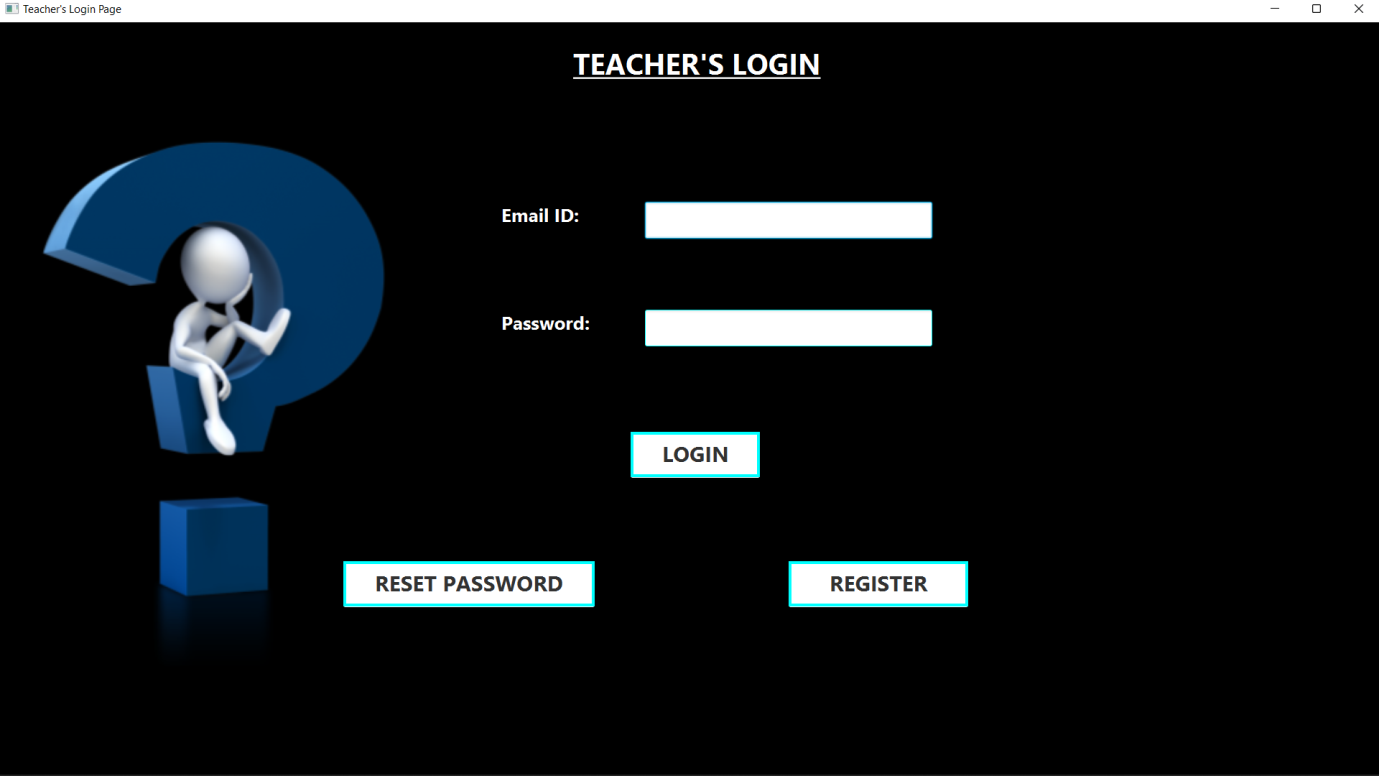 Teacher's Login Page
TEACHER'S LOGIN
Email ID:
Password:
LOGIN
RESET PASSWORD
REGISTER